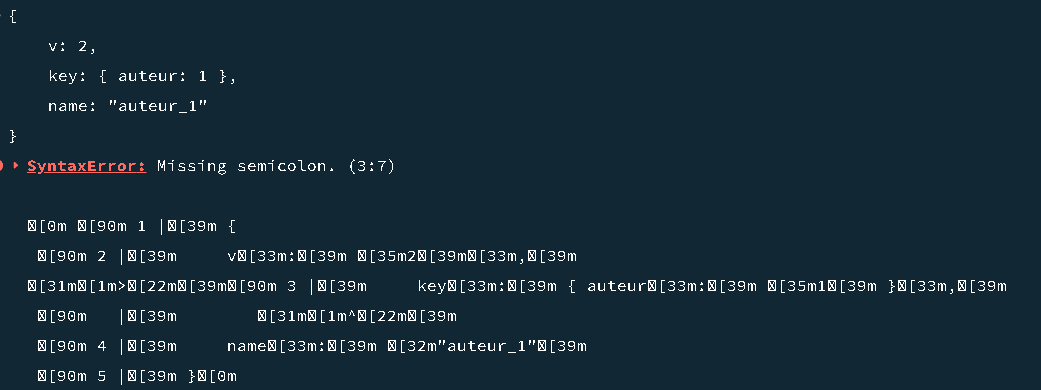 {
    v: 2,
    key: { auteur: 1 },
    name: "auteur_1"
}
SyntaxError: Missing semicolon. (3:7)
�[0m �[90m 1 |�[39m {
 �[90m 2 |�[39m     v�[33m:�[39m �[35m2�[39m�[33m,�[39m
�[31m�[1m>�[22m�[39m�[90m 3 |�[39m     key�[33m:�[39m { auteur�[33m:�[39m �[35m1�[39m }�[33m,�[39m
 �[90m   |�[39m        �[31m�[1m^�[22m�[39m
 �[90m 4 |�[39m     name�[33m:�[39m �[32m"auteur_1"�[39m
 �[90m 5 |�[39m }�[0m